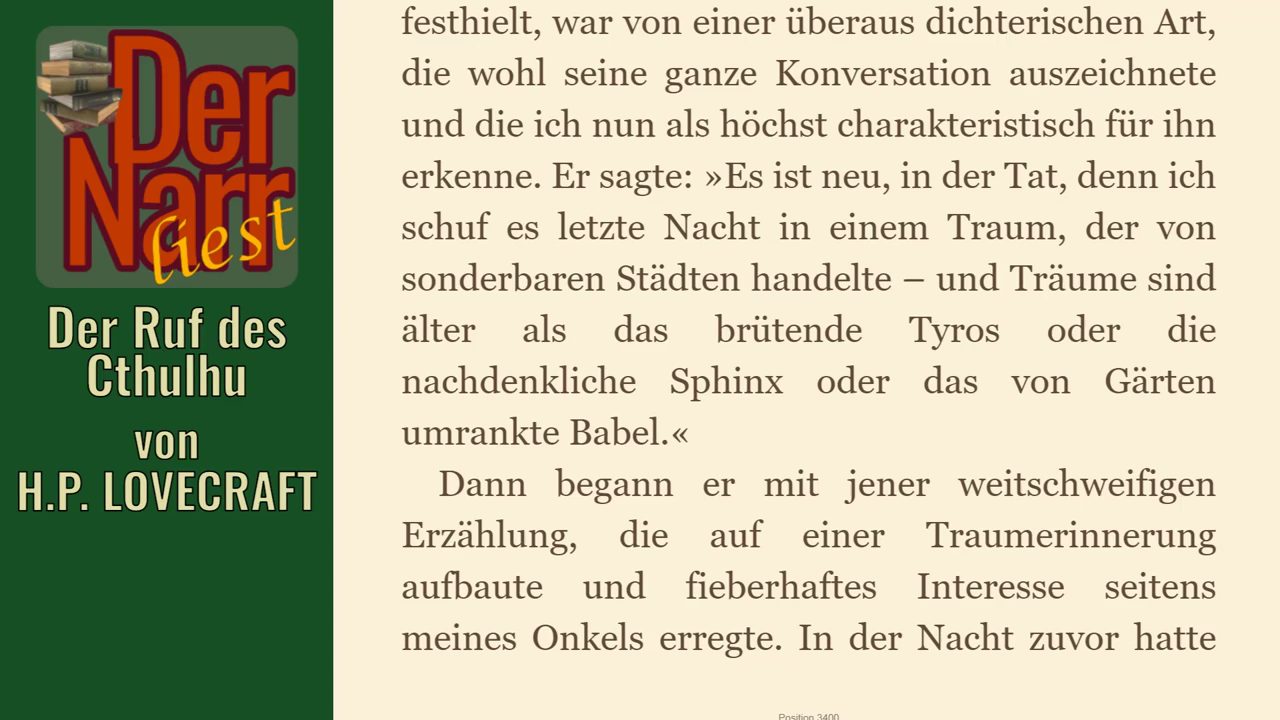 Der
Narr
liest
Der Ruf des
Cthulhu
von
H.P. LOVECRAFT
festhielt, war von einer überaus dichterischen Art,
die wohl seine ganze Konversation auszeichnete
und die ich nun als höchst charakteristisch für ihn
erkenne. Er sagte: »Es ist neu, in der Tat, denn ich
schuf es letzte Nacht in einem Traum, der von
sonderbaren Städten handelte – und Träume sind
älter als das brütende Tyros oder die
nachdenkliche Sphinx oder das von Gärten
umrankte Babel.«
Dann begann er mit jener weitschweifigen
Erzählung, die auf einer Traumerinnerung
aufbaute und fieberhaftes Interesse seitens
meines Onkels erregte. In der Nacht zuvor hatte
Position 3400